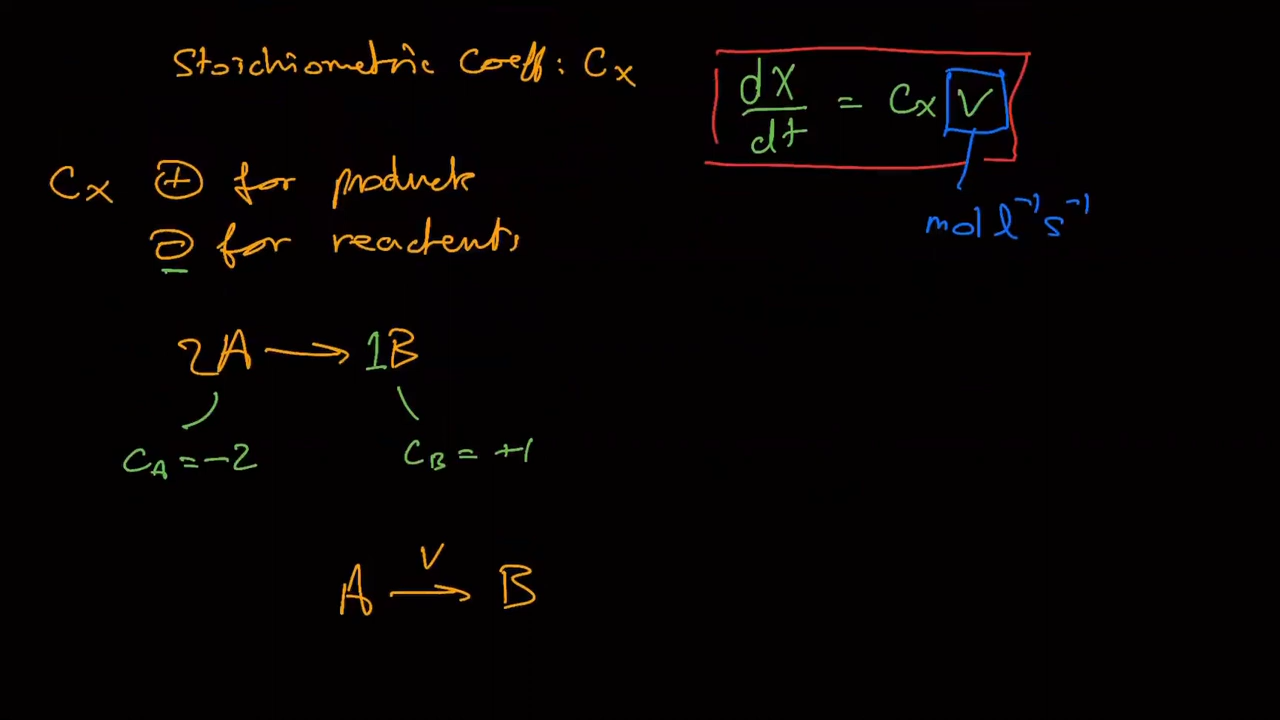 Stoichiometric Coeff: Cx
dX/dt = Cx V
mol l⁻¹ s⁻¹
Cx ⊕ for products
⊖ for reactents
2A → 1B
CA = -2
CB = +1
V
A → B